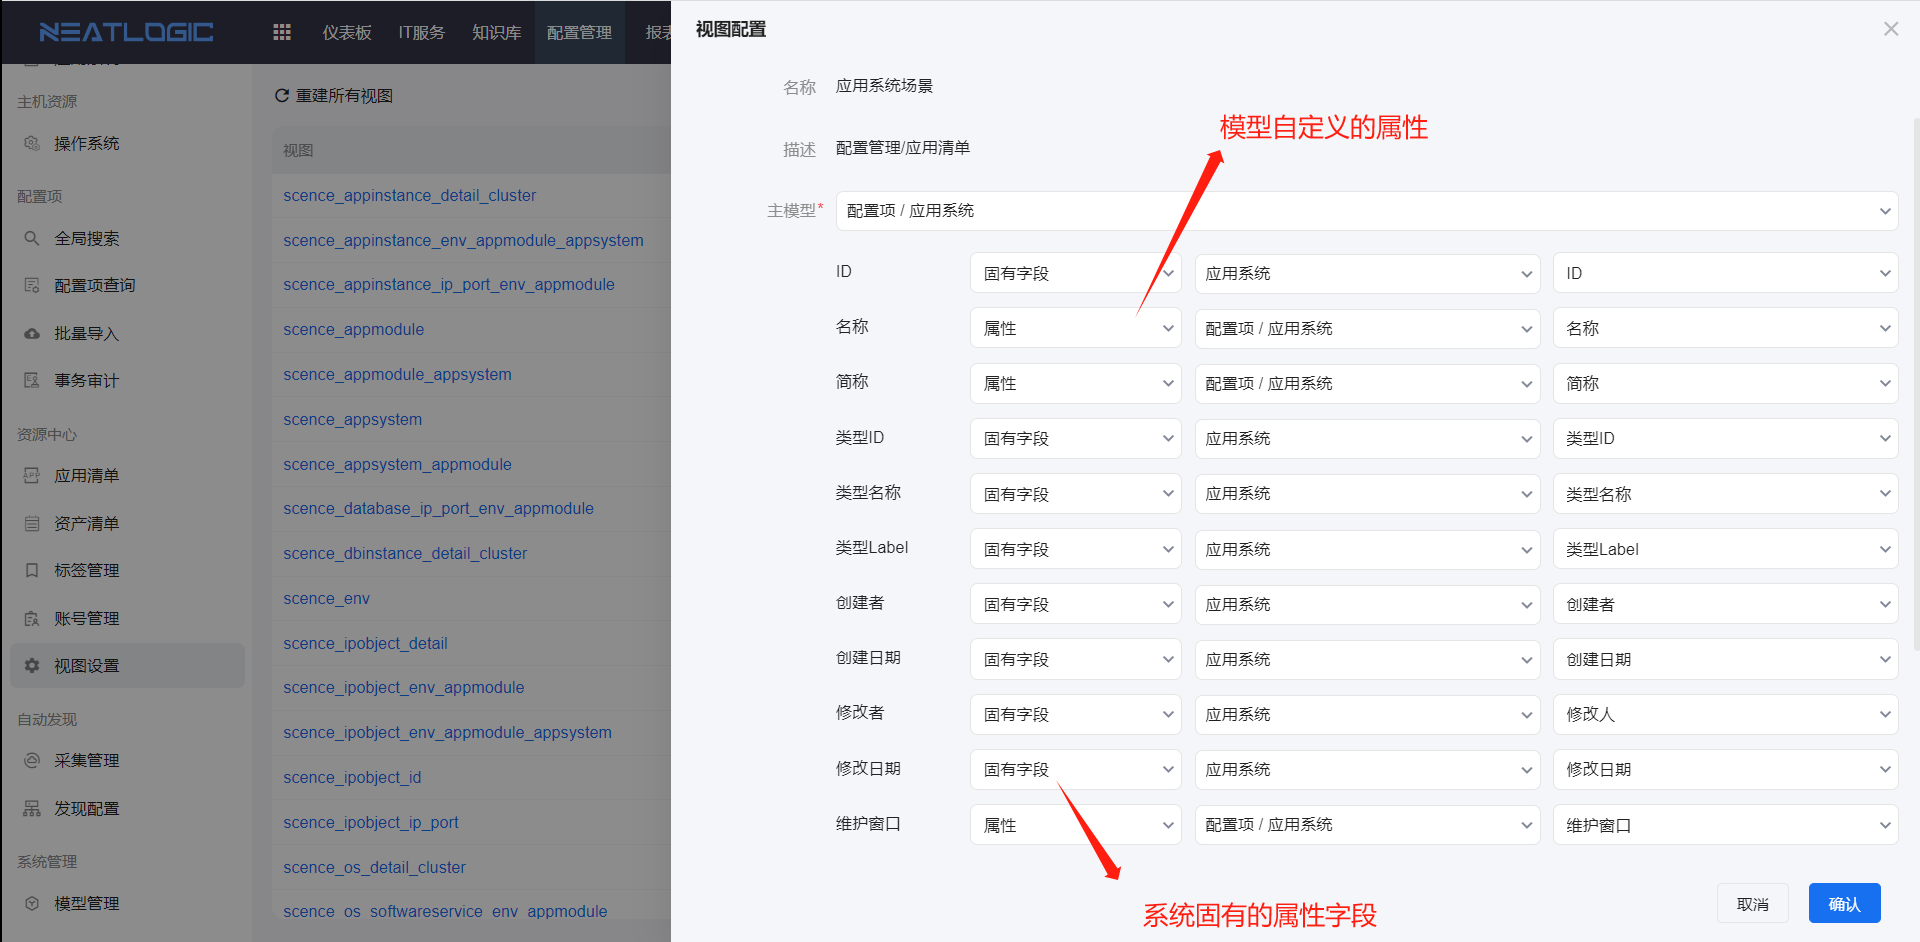 NEATLOGIC
仪表板
IT服务
知识库
配置管理
主机资源
操作系统
配置项
全局搜索
配置项查询
批量导入
事务审计
资源中心
应用清单
资产清单
标签管理
账号管理
视图设置
自动发现
采集管理
发现配置
系统管理
模型管理
重建所有视图
视图
scence_appinstance_detail_cluster
scence_appinstance_env_appmodule_appsystem
scence_appinstance_ip_port_env_appmodule
scence_appmodule
scence_appmodule_appsystem
scence_appsystem
scence_appsystem_appmodule
scence_database_ip_port_env_appmodule
scence_dbinstance_detail_cluster
scence_env
scence_ipobject_detail
scence_ipobject_env_appmodule
scence_ipobject_env_appmodule_appsystem
scence_ipobject_id
scence_ipobject_ip_port
scence_os_detail_cluster
scence_os_softwareservice_env_appmodule
视图配置
名称 应用系统场景
模型自定义的属性
描述 配置管理/应用清单
主模型* 配置项 / 应用系统
ID 固有字段 应用系统 ID
名称 属性 配置项 / 应用系统 名称
简称 属性 配置项 / 应用系统 简称
类型ID 固有字段 应用系统 类型ID
类型名称 固有字段 应用系统 类型名称
类型Label 固有字段 应用系统 类型Label
创建者 固有字段 应用系统 创建者
创建日期 固有字段 应用系统 创建日期
修改者 固有字段 应用系统 修改人
修改日期 固有字段 应用系统 修改日期
维护窗口 属性 配置项 / 应用系统 维护窗口
系统固有的属性字段
取消
确认